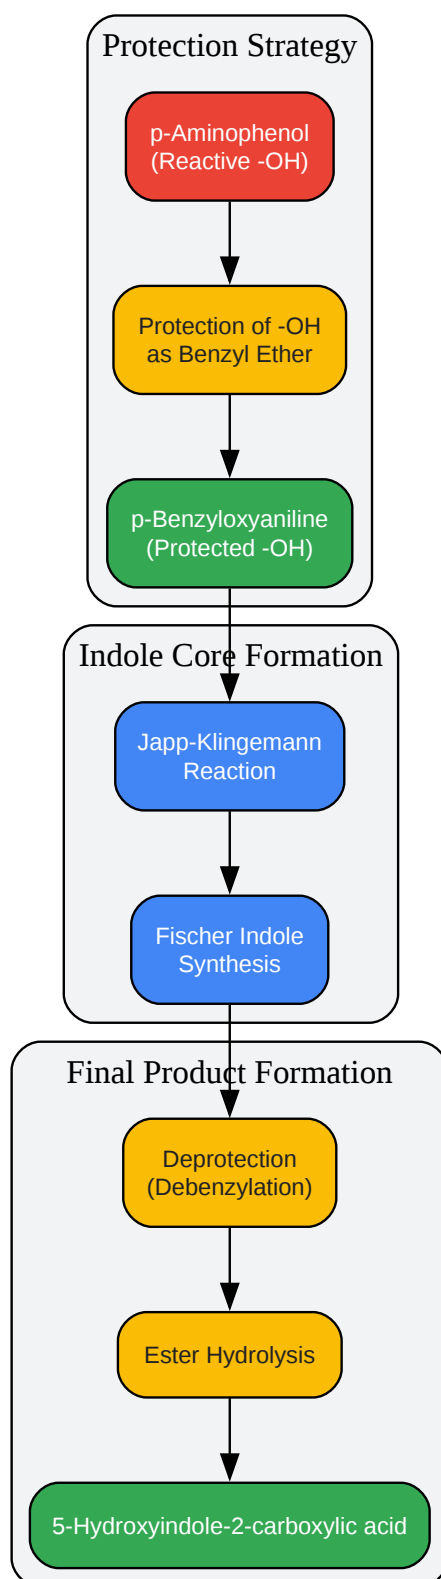 Protection Strategy
p-Aminophenol
(Reactive -OH)
Protection of -OH
as Benzyl Ether
p-Benzyloxyaniline
(Protected -OH)
Indole Core Formation
Japp-Klingemann
Reaction
Fischer Indole
Synthesis
Final Product Formation
Deprotection
(Debenzylation)
Ester Hydrolysis
5-Hydroxyindole-2-carboxylic acid